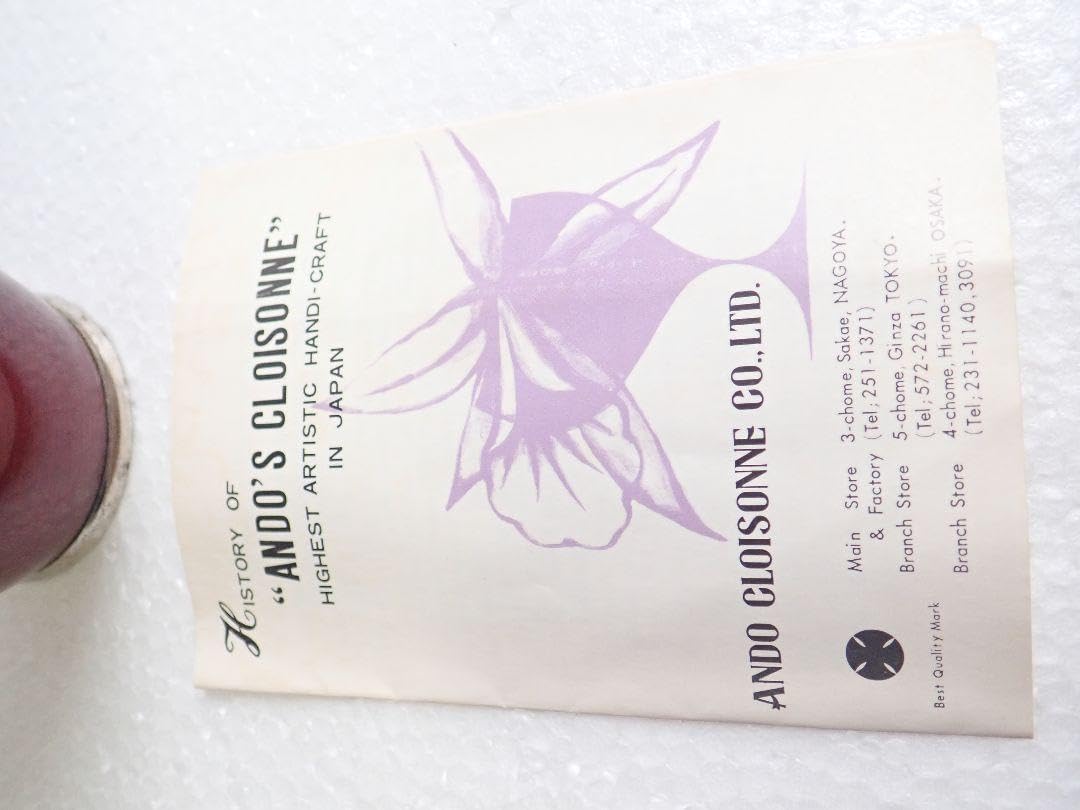 HISTORY OF
“ANDO'S CLOISONNE”
HIGHEST ARTISTIC HANDI-CRAFT
IN JAPAN
ANDO CLOISONNE CO.,LTD.
Main Store 3-chome, Sakae, NAGOYA.
& Factory (Tel; 251-1371)
Branch Store 5-chome, Ginza TOKYO.
(Tel; 572-2261)
Branch Store 4-chome, Hirano-machi OSAKA.
(Tel; 231-1140, 3091)
Best Quality Mark